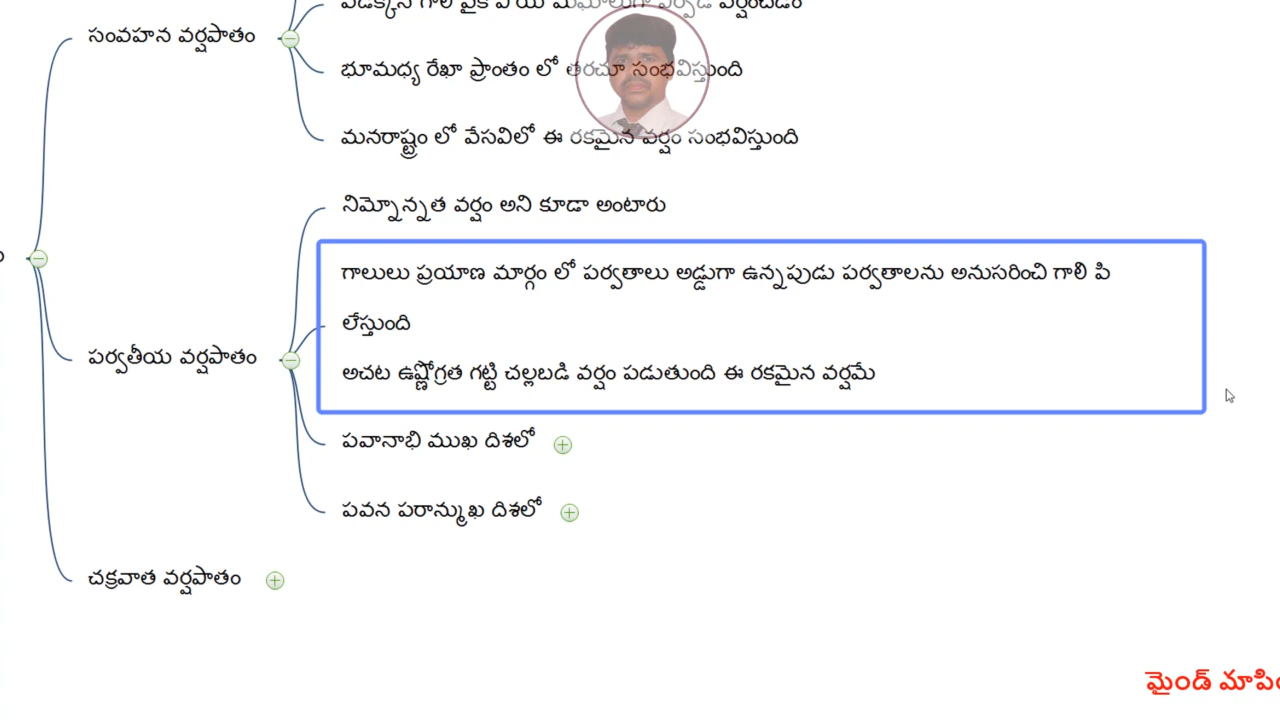 సంవహన వర్షపాతం
భూమధ్య రేఖా ప్రాంతం లో తరచూ సంభవిస్తుంది
మనరాష్ట్రం లో వేసవిలో ఈ రకమైన వర్షం సంభవిస్తుంది
నిమ్నోన్నత వర్షం అని కూడా అంటారు
గాలులు ప్రయాణ మార్గం లో పర్వతాలు అడ్డుగా ఉన్నపుడు పర్వతాలను అనుసరించి గాలి పి
లేస్తుంది
అచట ఉష్ణోగ్రత గట్టి చల్లబడి వర్షం పడుతుంది ఈ రకమైన వర్షమే
పర్వతీయ వర్షపాతం
పవానాభి ముఖ దిశలో
పవన పరాన్ముఖ దిశలో
చక్రవాత వర్షపాతం
మైండ్